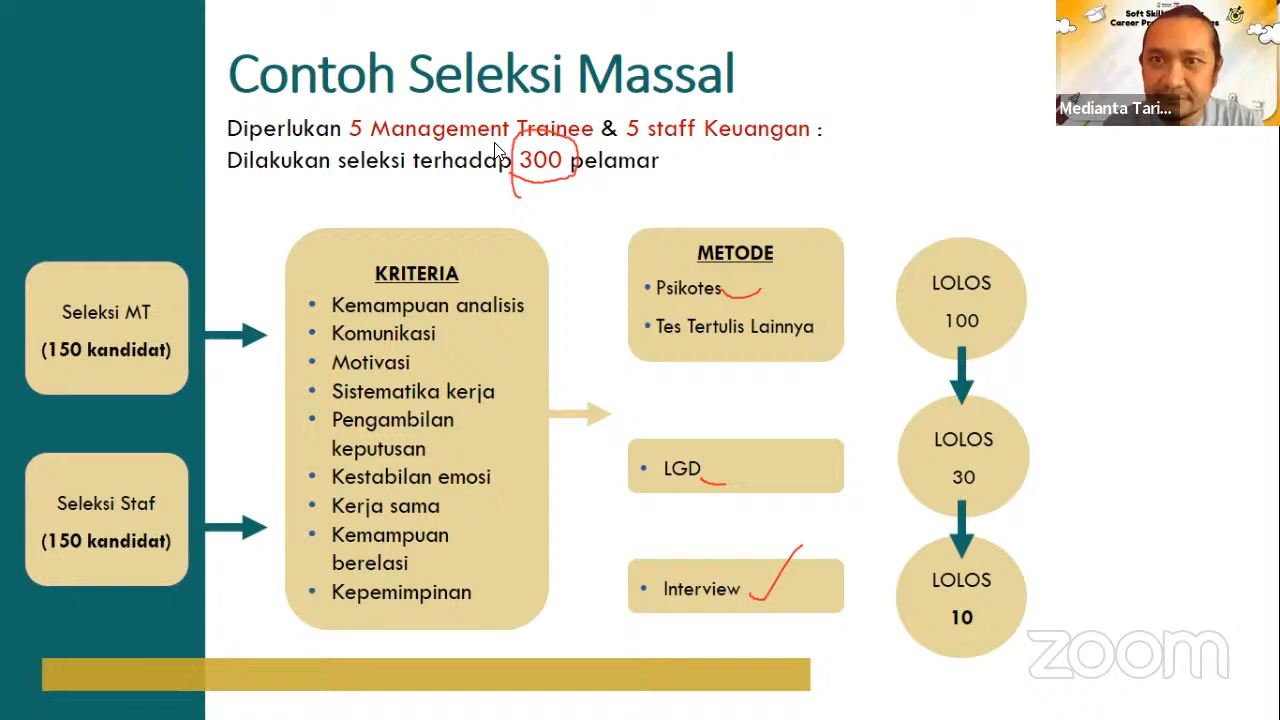 Contoh Seleksi Massal
Diperlukan 5 Management Trainee & 5 staff Keuangan :
Dilakukan seleksi terhadap 300 pelamar
Medianta Tari...
Seleksi MT
(150 kandidat)
Seleksi Staf
(150 kandidat)
KRITERIA
• Kemampuan analisis
• Komunikasi
• Motivasi
• Sistematika kerja
• Pengambilan
keputusan
• Kestabilan emosi
• Kerja sama
• Kemampuan
berelasi
• Kepemimpinan
METODE
• Psikotes
• Tes Tertulis Lainnya
• LGD
• Interview
LOLOS
100
LOLOS
30
LOLOS
10
zoom